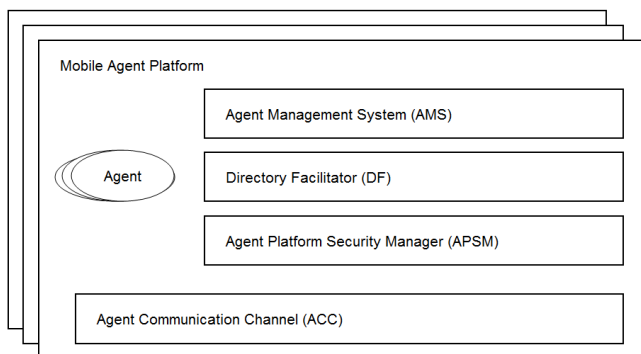 Mobile Agent Platform
Agent Management System (AMS)
Agent
Directory Facilitator (DF)
Agent Platform Security Manager (APSM)
Agent Communication Channel (ACC)